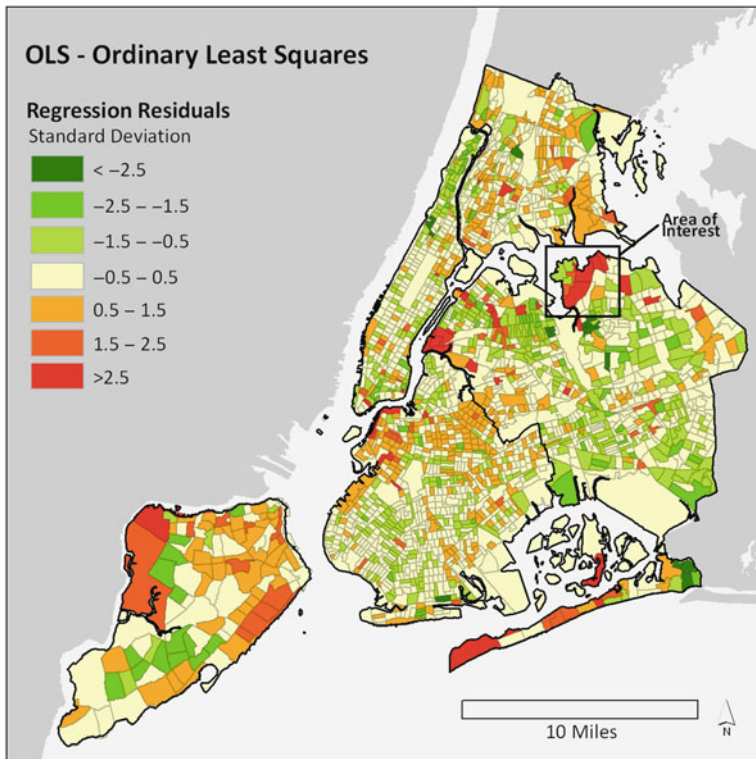 OLS - Ordinary Least Squares
Regression Residuals
Standard Deviation
< –2.5
–2.5 – –1.5
–1.5 – –0.5
–0.5 – 0.5
0.5 – 1.5
1.5 – 2.5
>2.5
Area of
Interest
10 Miles
N